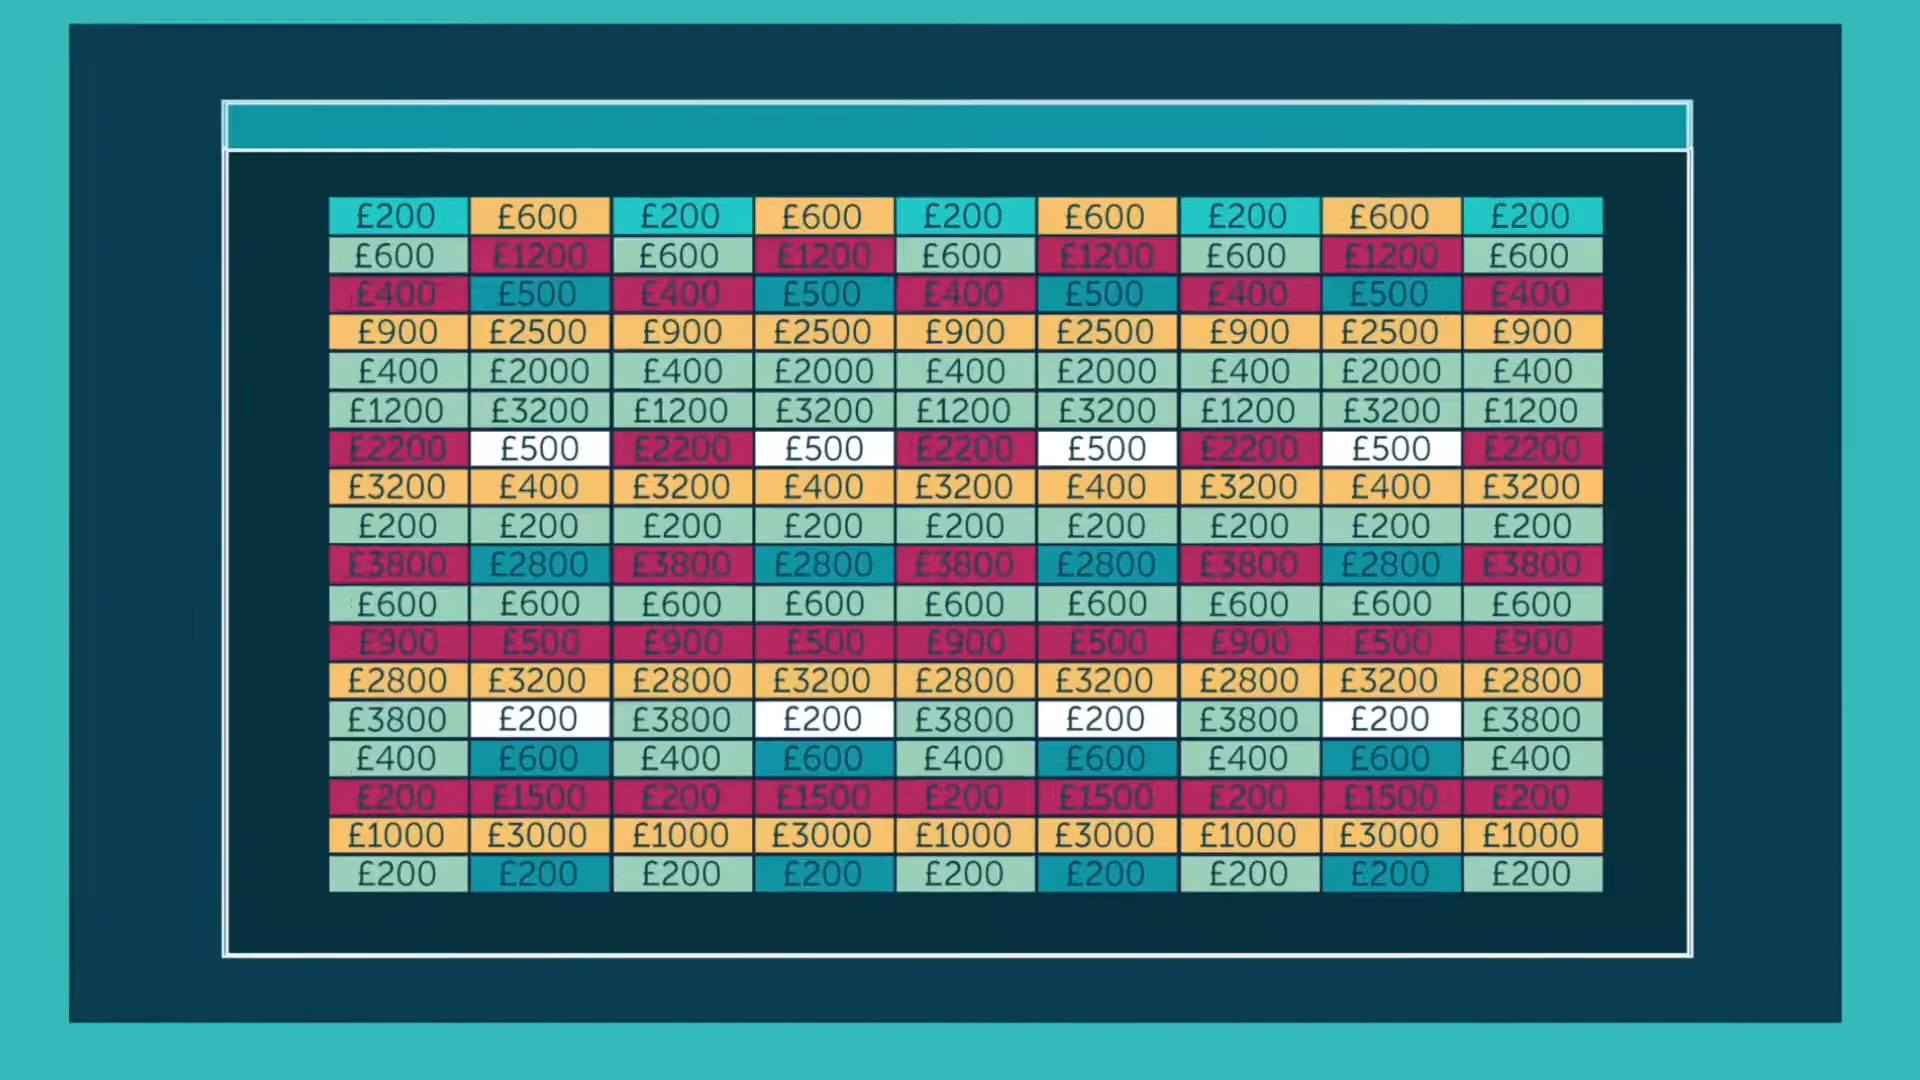 £200 £600 £200 £600 £200 £600 £200 £600 £200
£600 £1200 £600 £1200 £600 £1200 £600 £1200 £600
£400 £500 £400 £500 £400 £500 £400 £500 £400
£900 £2500 £900 £2500 £900 £2500 £900 £2500 £900
£400 £2000 £400 £2000 £400 £2000 £400 £2000 £400
£1200 £3200 £1200 £3200 £1200 £3200 £1200 £3200 £1200
£2200 £500 £2200 £500 £2200 £500 £2200 £500 £2200
£3200 £400 £3200 £400 £3200 £400 £3200 £400 £3200
£200 £200 £200 £200 £200 £200 £200 £200 £200
£3800 £2800 £3800 £2800 £3800 £2800 £3800 £2800 £3800
£600 £600 £600 £600 £600 £600 £600 £600 £600
£900 £500 £900 £500 £900 £500 £900 £500 £900
£2800 £3200 £2800 £3200 £2800 £3200 £2800 £3200 £2800
£3800 £200 £3800 £200 £3800 £200 £3800 £200 £3800
£400 £600 £400 £600 £400 £600 £400 £600 £400
£200 £1500 £200 £1500 £200 £1500 £200 £1500 £200
£1000 £3000 £1000 £3000 £1000 £3000 £1000 £3000 £1000
£200 £200 £200 £200 £200 £200 £200 £200 £200